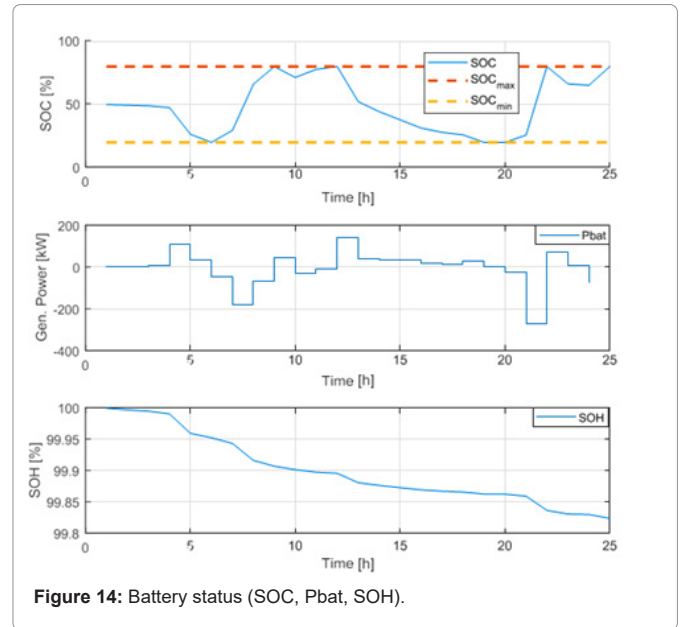 100
50
0
SOC [%]
SOC
SOCmax
SOCmin
0
5
10
15
20
25
Time [h]
200
0
-200
-400
Gen. Power [kW]
Pbat
0
5
10
15
20
25
Time [h]
100
99.95
99.9
99.85
99.8
SOH [%]
SOH
0
5
10
15
20
25
Time [h]
Figure 14: Battery status (SOC, Pbat, SOH).